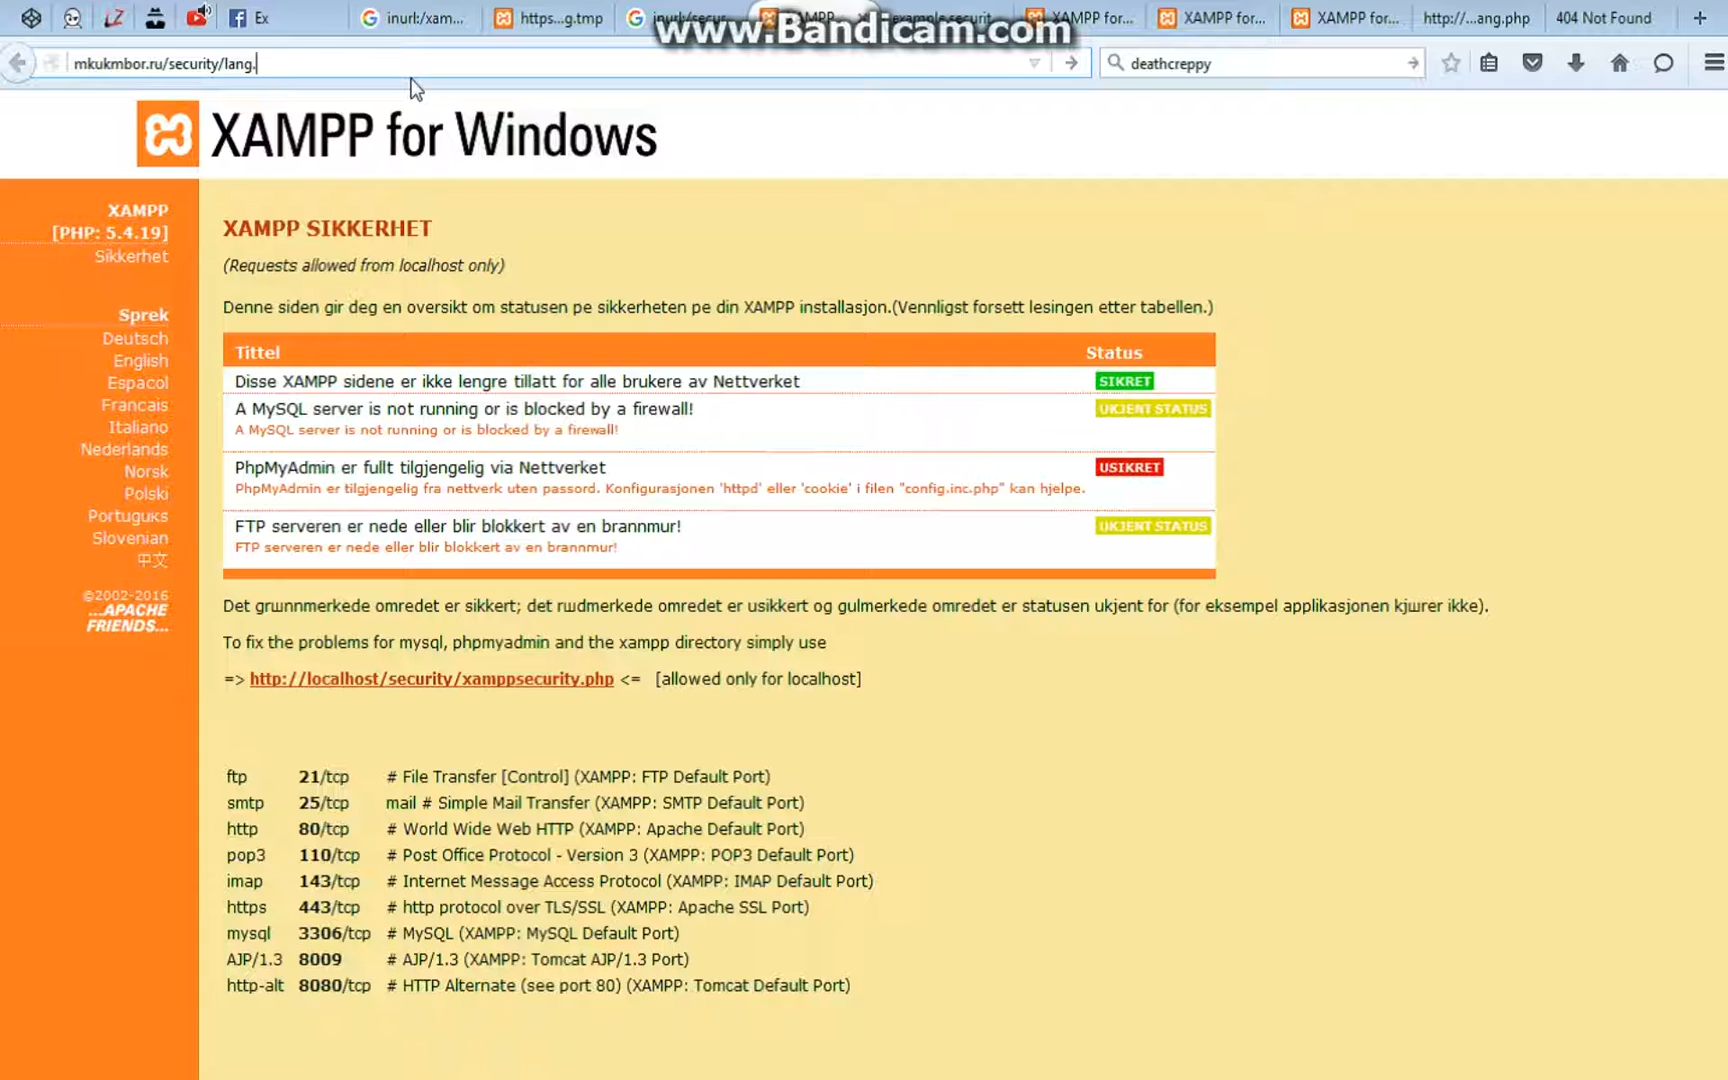 Ex
inurl:/xam...
https...g.tmp
inurl:/secur
XAMPP
example.securit
XAMPP for...
XAMPP for...
XAMPP for...
http://...ang.php
404 Not Found
www.Bandicam.com
mkukmbor.ru/security/lang.
deathcreppy
XAMPP for Windows
XAMPP
[PHP: 5.4.19]
Sikkerhet
Sprek
Deutsch
English
Espacol
Francais
Italiano
Nederlands
Norsk
Polski
Portuguкs
Slovenian
中文
©2002-2016
...APACHE
FRIENDS...
XAMPP SIKKERHET
(Requests allowed from localhost only)
Denne siden gir deg en oversikt om statusen pe sikkerheten pe din XAMPP installasjon.(Vennligst forsett lesingen etter tabellen.)
Tittel Status
Disse XAMPP sidene er ikke lengre tillatt for alle brukere av Nettverket SIKRET
A MySQL server is not running or is blocked by a firewall! UKJENT STATUS
A MySQL server is not running or is blocked by a firewall!
PhpMyAdmin er fullt tilgjengelig via Nettverket USIKRET
PhpMyAdmin er tilgjengelig fra nettverk uten passord. Konfigurasjonen 'httpd' eller 'cookie' i filen "config.inc.php" kan hjelpe.
FTP serveren er nede eller blir blokkert av en brannmur! UKJENT STATUS
FTP serveren er nede eller blir blokkert av en brannmur!
Det grшnnmerkede omredet er sikkert; det rшdmerkede omredet er usikkert og gulmerkede omredet er statusen ukjent for (for eksempel applikasjonen kjшrer ikke).
To fix the problems for mysql, phpmyadmin and the xampp directory simply use
=> http://localhost/security/xamppsecurity.php <= [allowed only for localhost]
ftp 21/tcp # File Transfer [Control] (XAMPP: FTP Default Port)
smtp 25/tcp mail # Simple Mail Transfer (XAMPP: SMTP Default Port)
http 80/tcp # World Wide Web HTTP (XAMPP: Apache Default Port)
pop3 110/tcp # Post Office Protocol - Version 3 (XAMPP: POP3 Default Port)
imap 143/tcp # Internet Message Access Protocol (XAMPP: IMAP Default Port)
https 443/tcp # http protocol over TLS/SSL (XAMPP: Apache SSL Port)
mysql 3306/tcp # MySQL (XAMPP: MySQL Default Port)
AJP/1.3 8009 # AJP/1.3 (XAMPP: Tomcat AJP/1.3 Port)
http-alt 8080/tcp # HTTP Alternate (see port 80) (XAMPP: Tomcat Default Port)